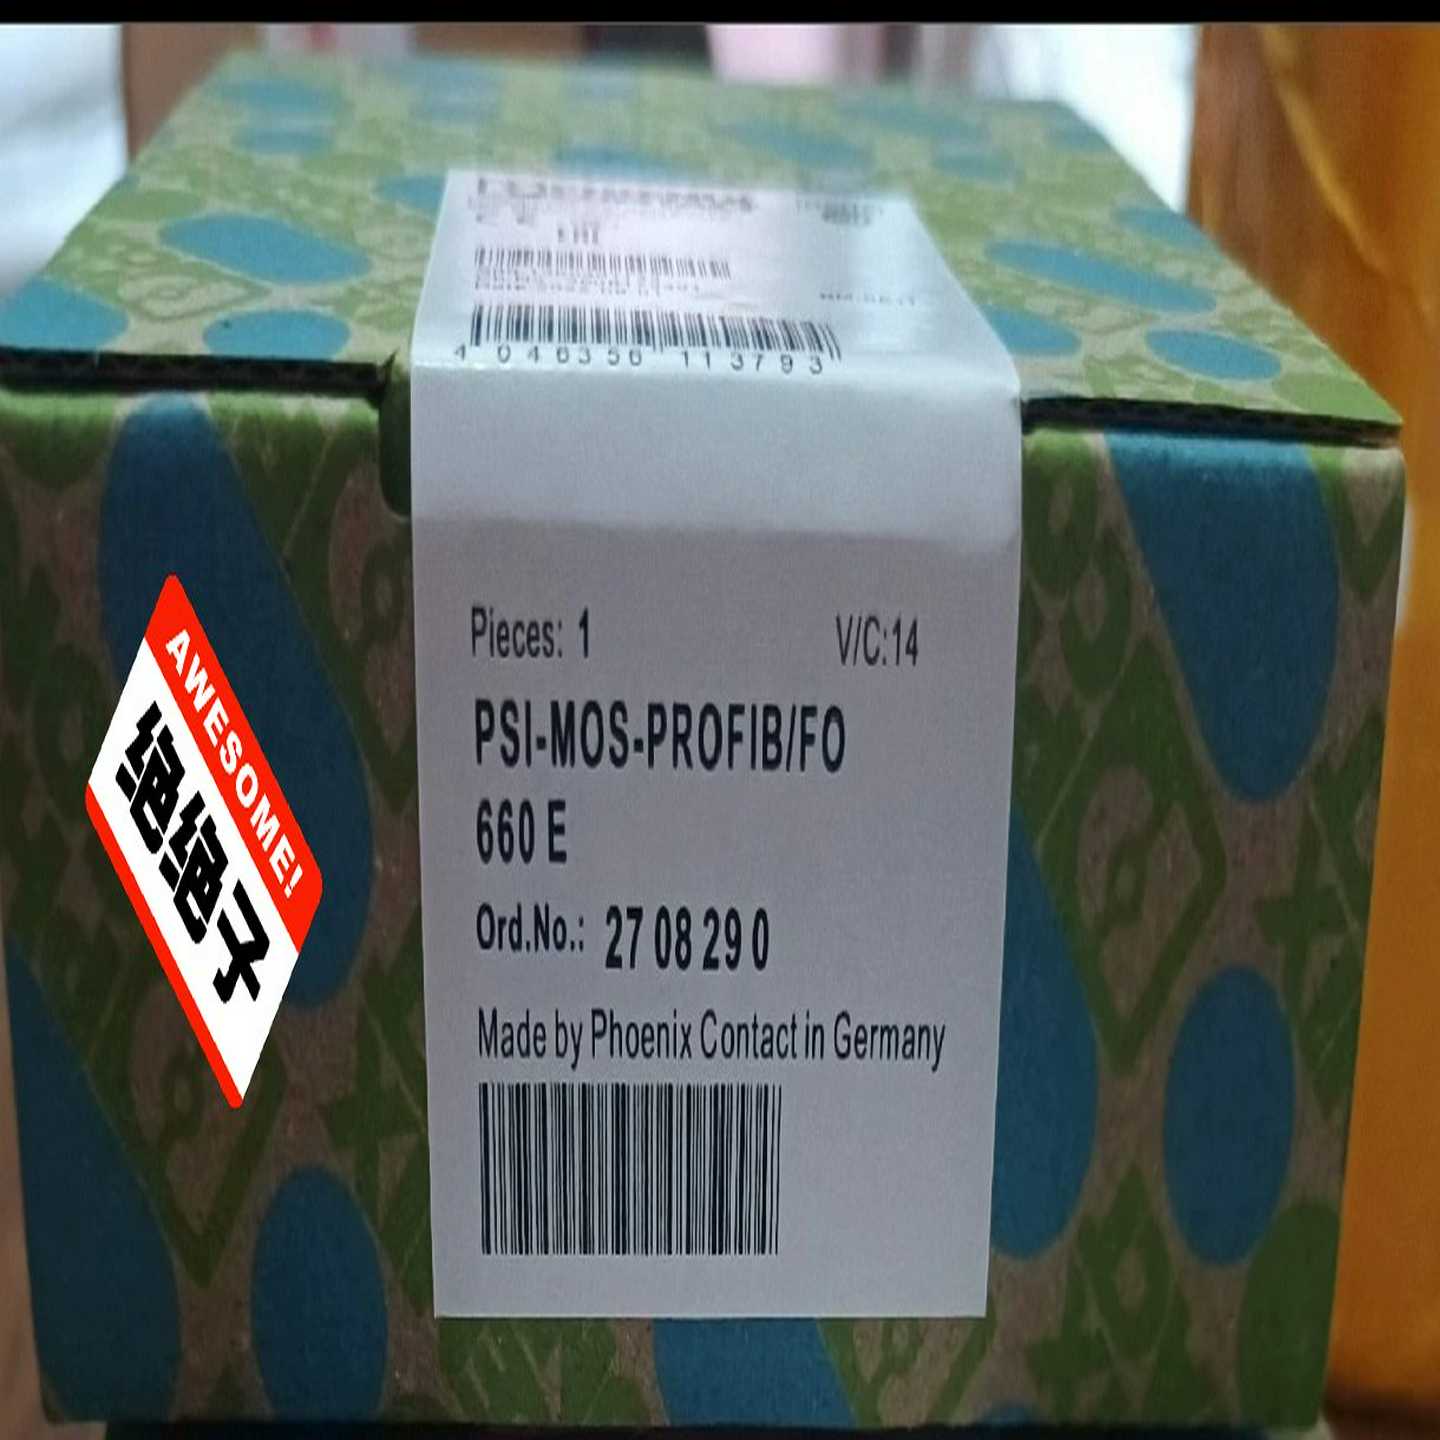 4 046356 113793
Pieces: 1
V/C:14
PSI-MOS-PROFIB/FO
660 E
Ord.No.: 27 08 29 0
Made by Phoenix Contact in Germany
AWESOME!
绝绝子